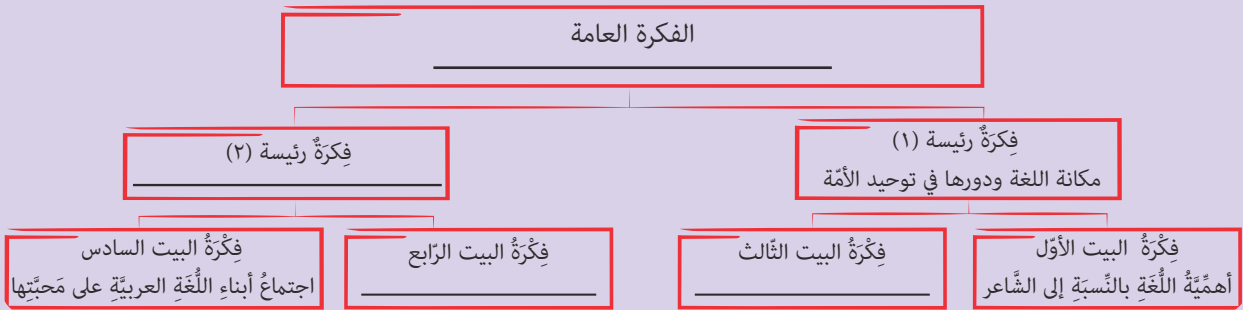 الفكرة العامة
فِكرَةٌ رئيسة (١)
مكانة اللغة ودورها في توحيد الأمّة
فِكرَةٌ رئيسة (٢)
فِكْرَةُ البيت الأوّل
أهمِّيَّةُ اللُّغَةِ بالنِّسبَةِ إلى الشَّاعر
فِكْرَةُ البيت الثّالث
فِكْرَةُ البيت الرّابع
فِكْرَةُ البيت السادس
اجتماعُ أبناءِ اللُّغَةِ العربيَّةِ على مَحبَّتِها